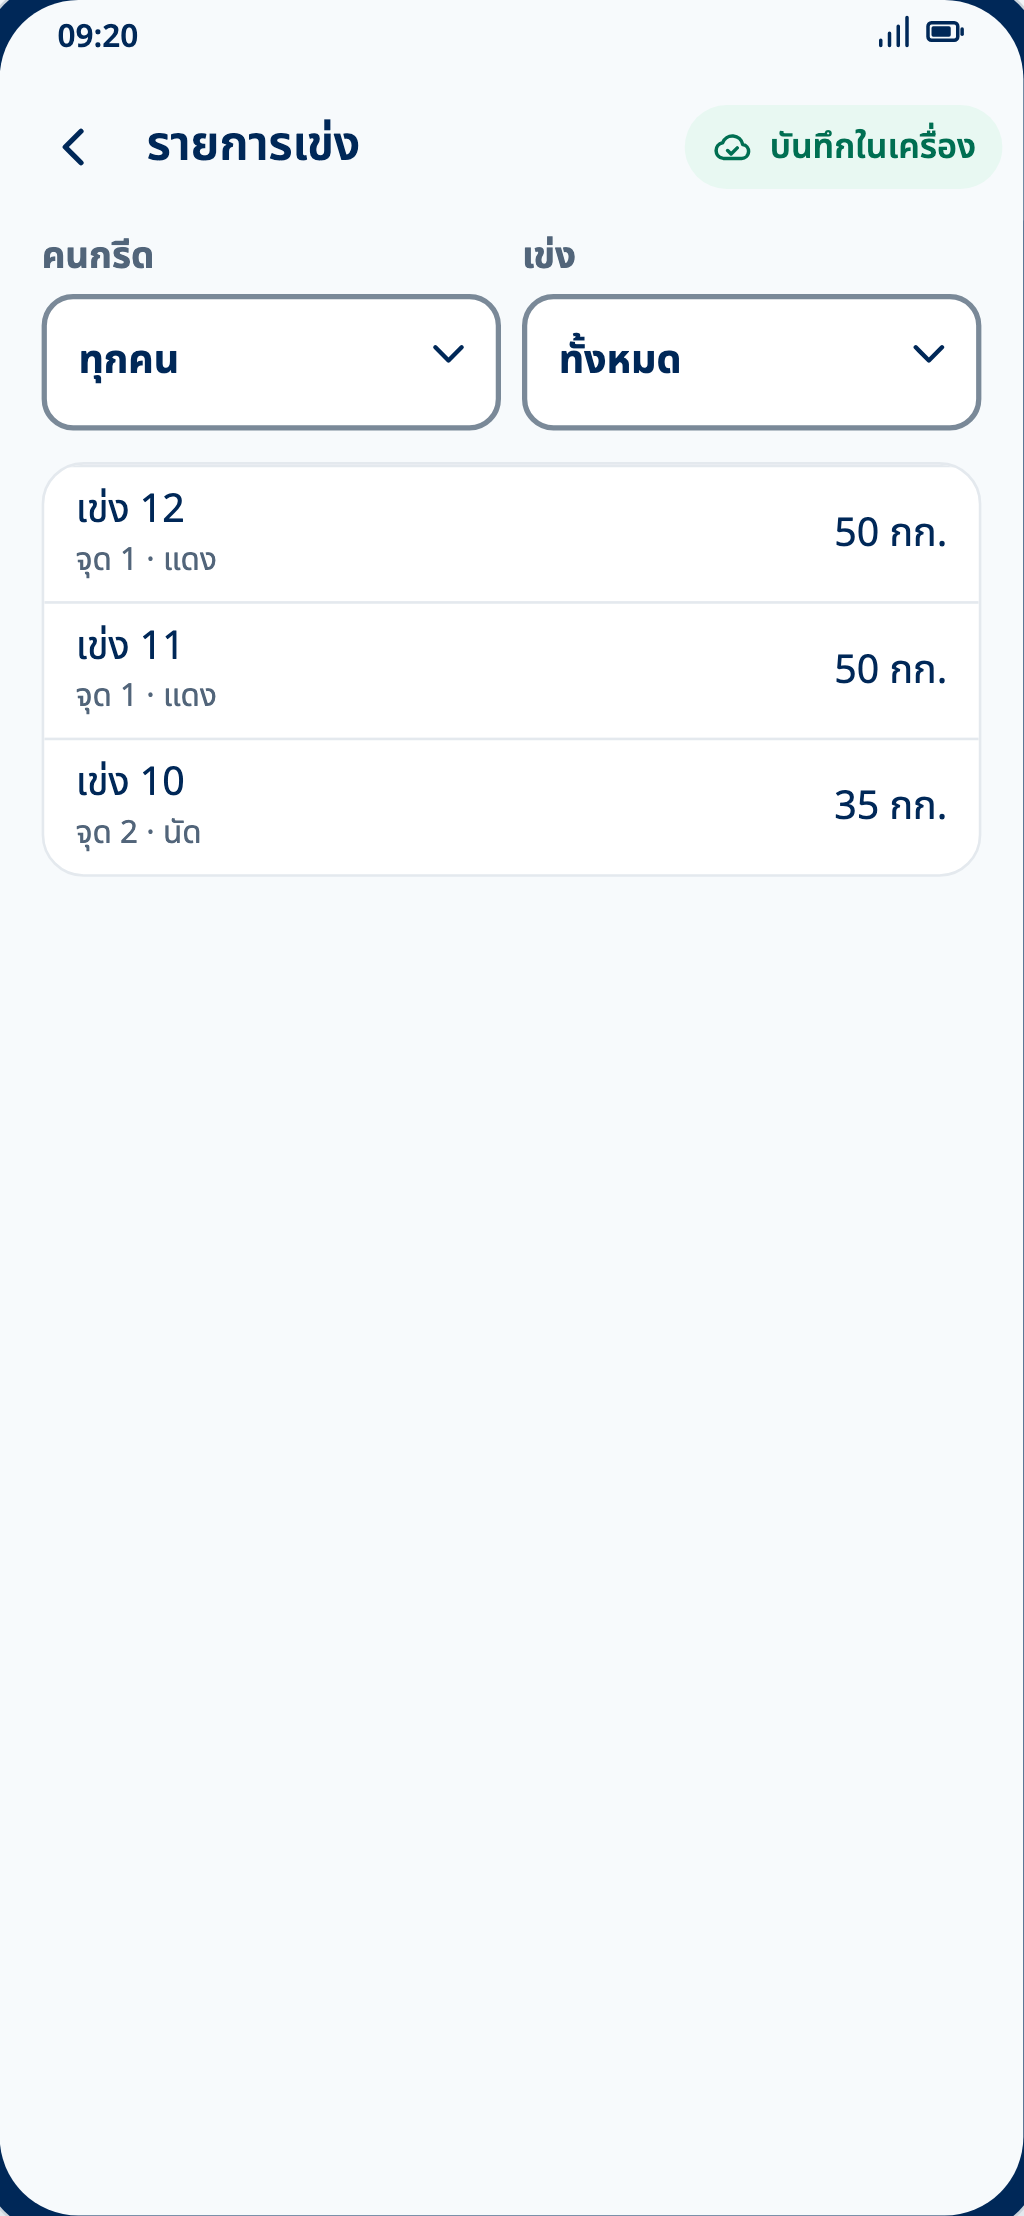 09:20
รายการเข่ง
บันทึกในเครื่อง
คนกรีด
เข่ง
ทุกคน
ทั้งหมด
เข่ง 12
จุด 1 · แดง
50 กก.
เข่ง 11
จุด 1 · แดง
50 กก.
เข่ง 10
จุด 2 · นัด
35 กก.